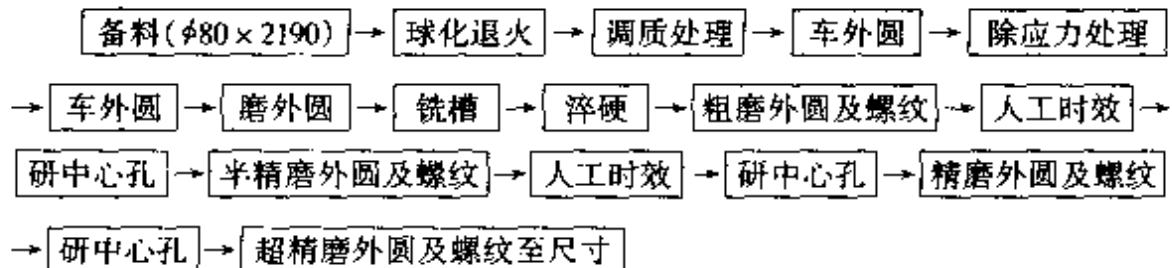 备料(ϕ80×2190)→球化退火→调质处理→车外圆→除应力处理
→车外圆→磨外圆→铣槽→淬硬→粗磨外圆及螺纹→人工时效→
研中心孔→半精磨外圆及螺纹→人工时效→研中心孔→精磨外圆及螺纹
→研中心孔→超精磨外圆及螺纹至尺寸